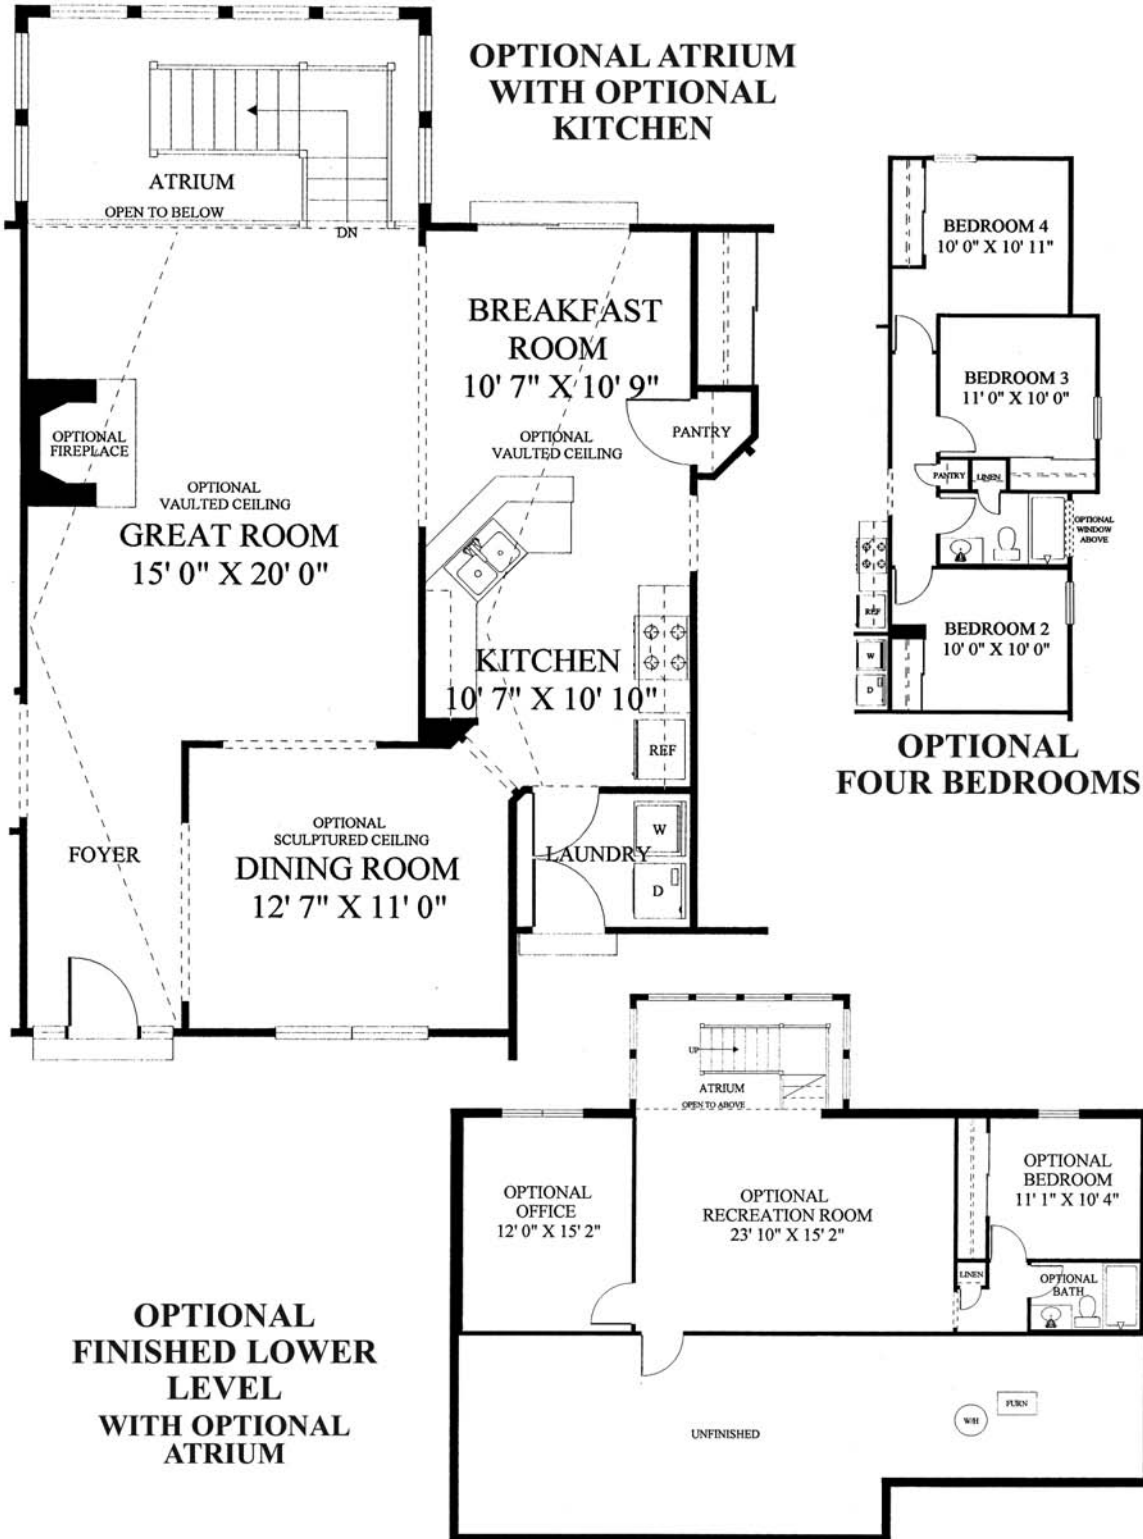 OPTIONAL ATRIUM
WITH OPTIONAL
KITCHEN
ATRIUM
OPEN TO BELOW
DN
BREAKFAST
ROOM
10' 7" X 10' 9"
OPTIONAL
VAULTED CEILING
PANTRY
OPTIONAL
FIREPLACE
OPTIONAL
VAULTED CEILING
GREAT ROOM
15' 0" X 20' 0"
KITCHEN
10' 7" X 10' 10"
REF
FOYER
OPTIONAL
SCULPTURED CEILING
DINING ROOM
12' 7" X 11' 0"
LAUNDRY
W
D
BEDROOM 4
10' 0" X 10' 11"
BEDROOM 3
11' 0" X 10' 0"
PANTRY
LINEN
OPTIONAL
WINDOW
ABOVE
REF
W
D
BEDROOM 2
10' 0" X 10' 0"
OPTIONAL
FOUR BEDROOMS
UP
ATRIUM
OPEN TO ABOVE
OPTIONAL
OFFICE
12' 0" X 15' 2"
OPTIONAL
RECREATION ROOM
23' 10" X 15' 2"
OPTIONAL
BEDROOM
11' 1" X 10' 4"
LINEN
OPTIONAL
BATH
UNFINISHED
W/H
FURN
OPTIONAL
FINISHED LOWER
LEVEL
WITH OPTIONAL
ATRIUM